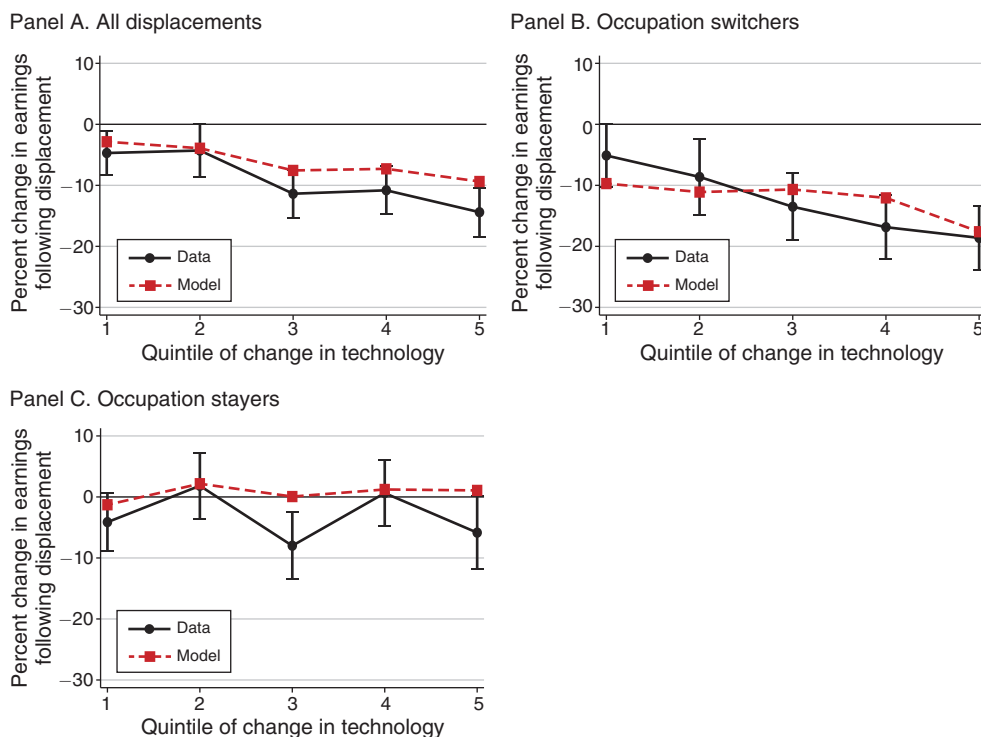 Panel A. All displacements
Percent change in earnings
following displacement
10
0
−10
−20
−30
Data
Model
1 2 3 4 5
Quintile of change in technology
Panel B. Occupation switchers
Percent change in earnings
following displacement
10
0
−10
−20
−30
Data
Model
1 2 3 4 5
Quintile of change in technology
Panel C. Occupation stayers
Percent change in earnings
following displacement
10
0
−10
−20
−30
Data
Model
1 2 3 4 5
Quintile of change in technology